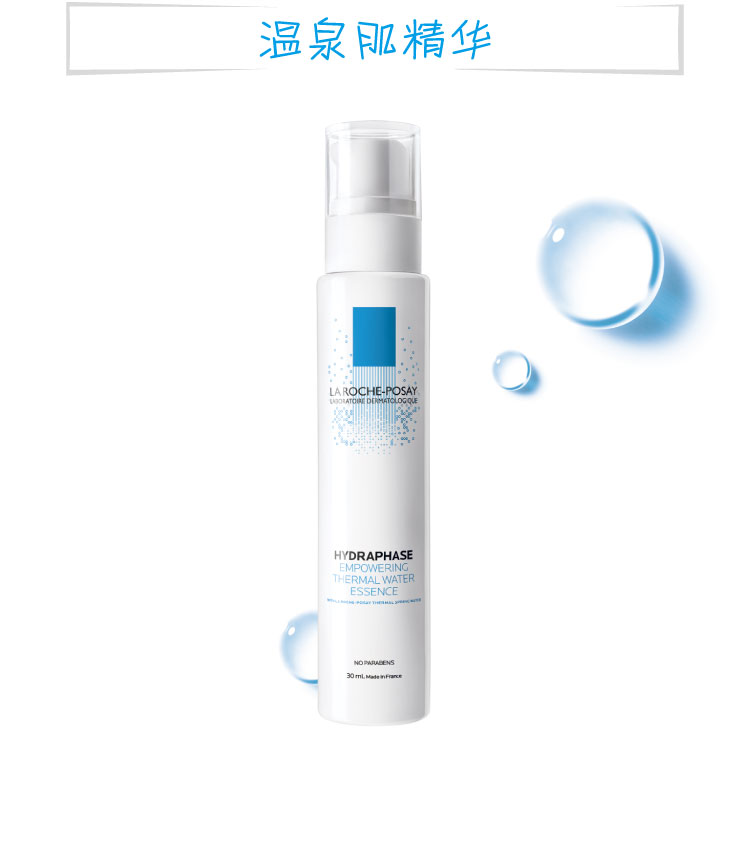 温泉肌精华
LA ROCHE-POSAY
LABORATOIRE DERMATOLOGIQUE
HYDRAPHASE
EMPOWERING
THERMAL WATER
ESSENCE
NO PARABENS
30 mL Made in France